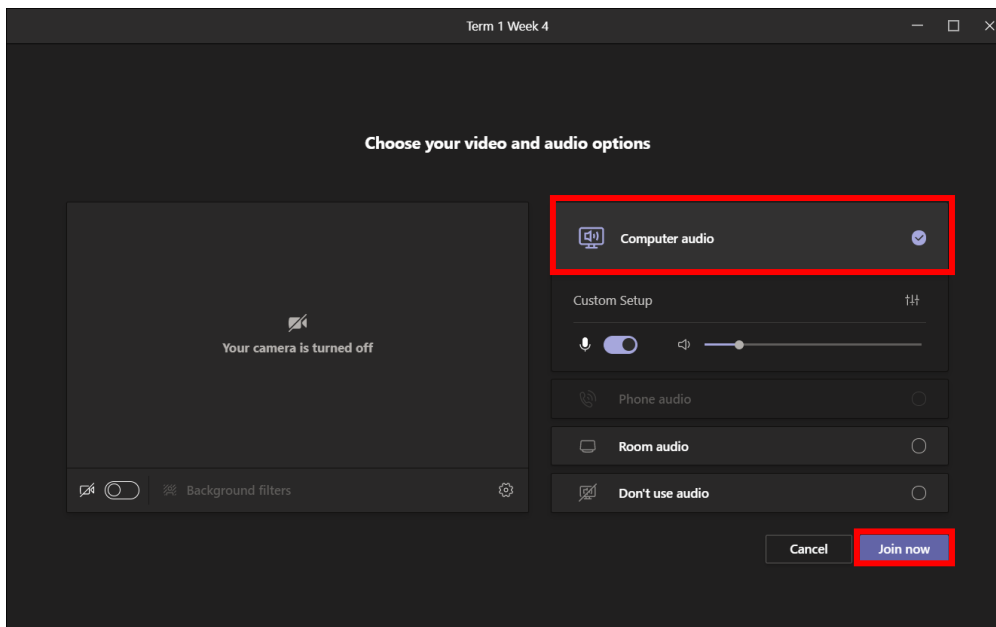 Term 1 Week 4
Choose your video and audio options
Your camera is turned off
Background filters
Computer audio
Custom Setup
Phone audio
Room audio
Don't use audio
Cancel
Join now